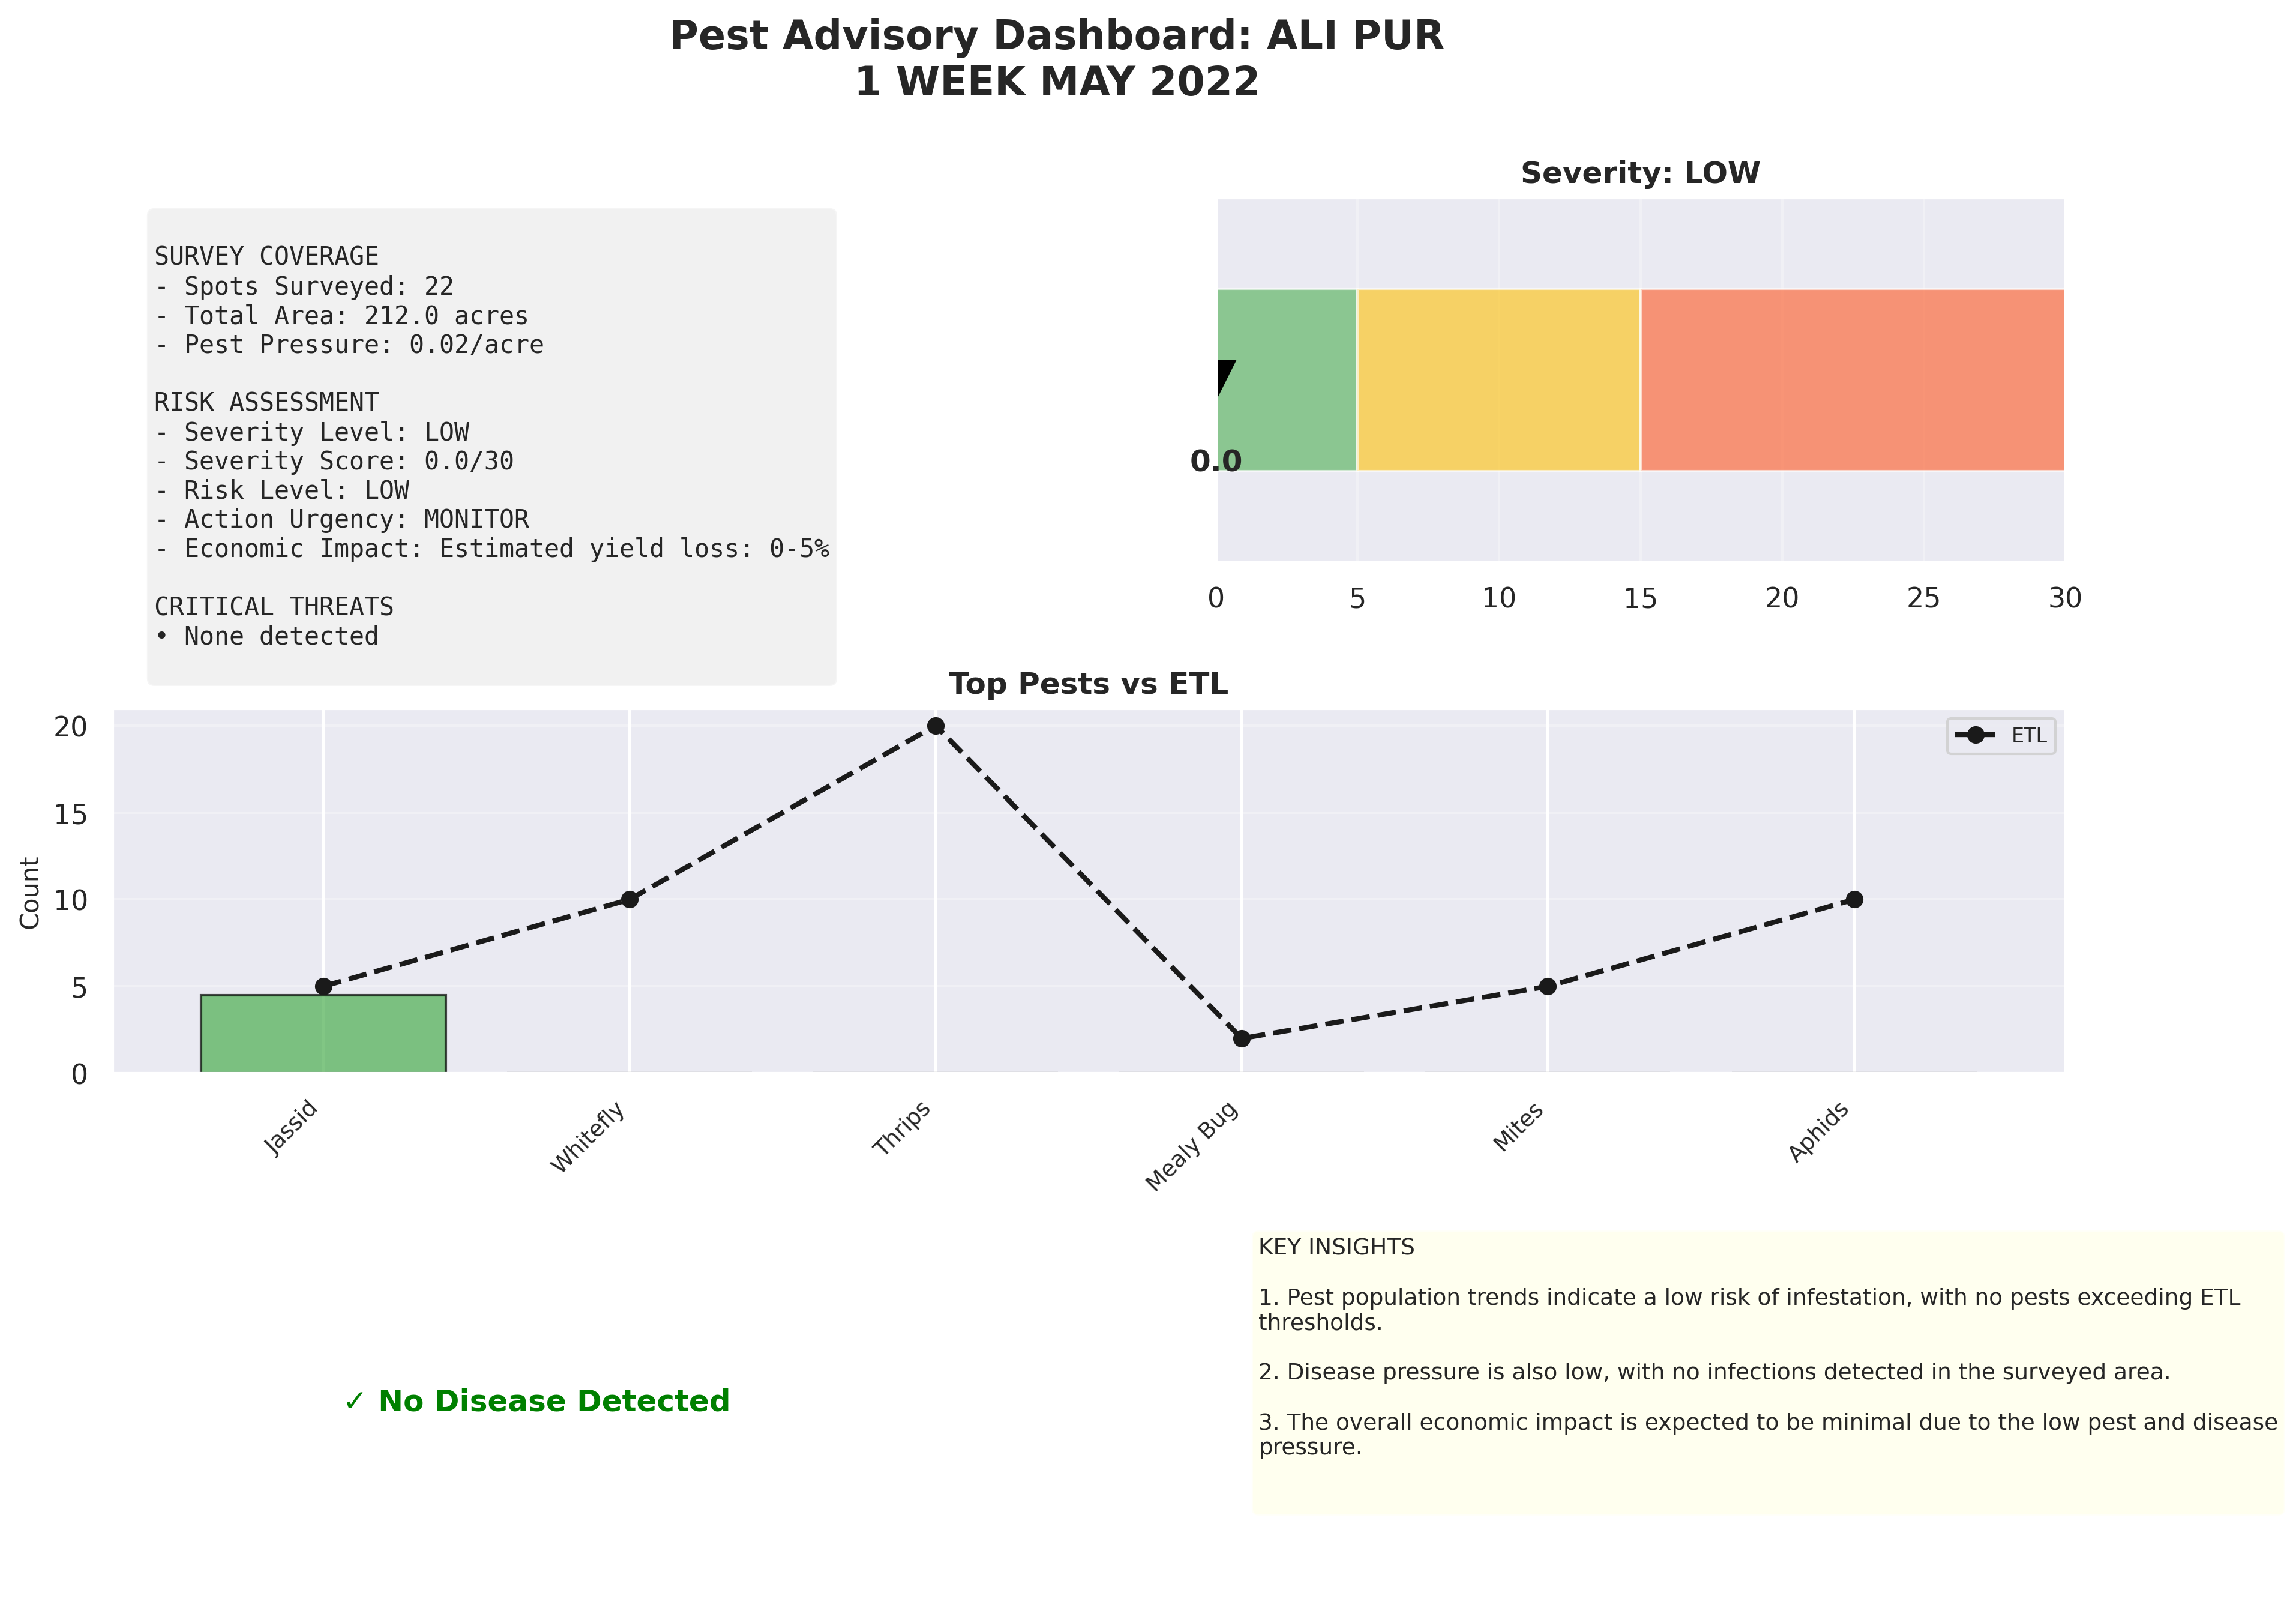 Pest Advisory Dashboard: ALI PUR
1 WEEK MAY 2022
SURVEY COVERAGE
- Spots Surveyed: 22
- Total Area: 212.0 acres
- Pest Pressure: 0.02/acre
RISK ASSESSMENT
- Severity Level: LOW
- Severity Score: 0.0/30
- Risk Level: LOW
- Action Urgency: MONITOR
- Economic Impact: Estimated yield loss: 0-5%
CRITICAL THREATS
• None detected
Severity: LOW
0.0
0 5 10 15 20 25 30
Top Pests vs ETL
ETL
Count
20
15
10
5
0
Jassid Whitefly Thrips Mealy Bug Mites Aphids
✓ No Disease Detected
KEY INSIGHTS
1. Pest population trends indicate a low risk of infestation, with no pests exceeding ETL
thresholds.
2. Disease pressure is also low, with no infections detected in the surveyed area.
3. The overall economic impact is expected to be minimal due to the low pest and disease
pressure.